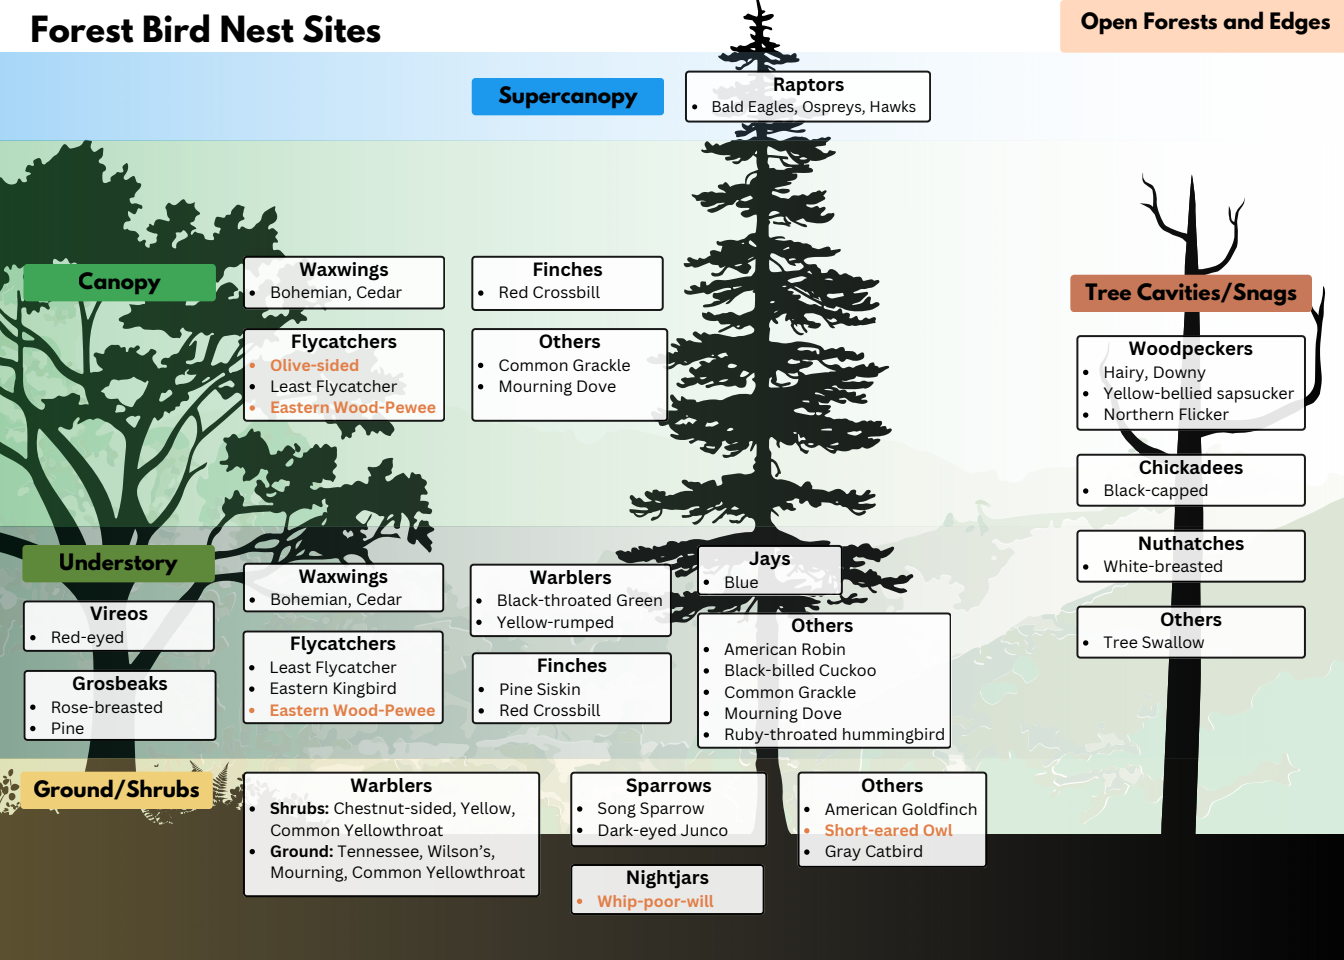 Forest Bird Nest Sites
Open Forests and Edges
Supercanopy
Raptors
• Bald Eagles, Ospreys, Hawks
Canopy
Waxwings
• Bohemian, Cedar
Finches
• Red Crossbill
Flycatchers
• Olive-sided
• Least Flycatcher
• Eastern Wood-Pewee
Others
• Common Grackle
• Mourning Dove
Tree Cavities/Snags
Woodpeckers
• Hairy, Downy
• Yellow-bellied sapsucker
• Northern Flicker
Chickadees
• Black-capped
Nuthatches
• White-breasted
Others
• Tree Swallow
Understory
Vireos
• Red-eyed
Grosbeaks
• Rose-breasted
• Pine
Waxwings
• Bohemian, Cedar
Flycatchers
• Least Flycatcher
• Eastern Kingbird
• Eastern Wood-Pewee
Warblers
• Black-throated Green
• Yellow-rumped
Finches
• Pine Siskin
• Red Crossbill
Jays
• Blue
Others
• American Robin
• Black-billed Cuckoo
• Common Grackle
• Mourning Dove
• Ruby-throated hummingbird
Ground/Shrubs
Warblers
• Shrubs: Chestnut-sided, Yellow,
Common Yellowthroat
• Ground: Tennessee, Wilson's,
Mourning, Common Yellowthroat
Sparrows
• Song Sparrow
• Dark-eyed Junco
Nightjars
• Whip-poor-will
Others
• American Goldfinch
• Short-eared Owl
• Gray Catbird